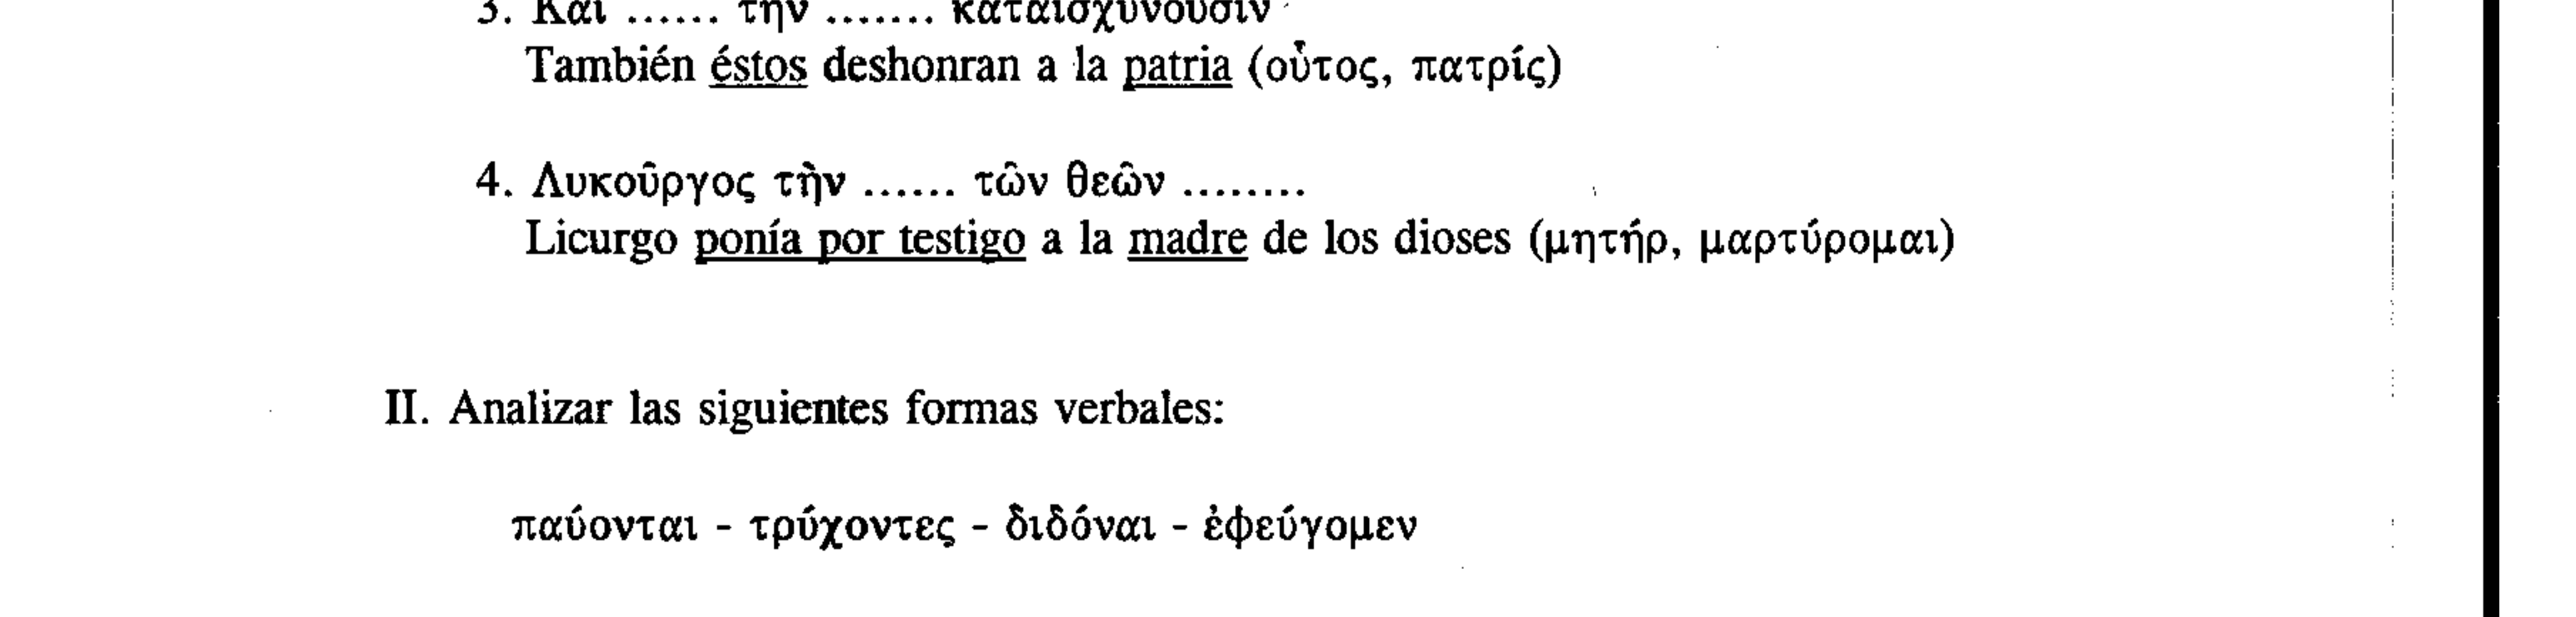 3. Καὶ ...... τὴν ....... καταισχύνουσιν
También éstos deshonran a la patria (οὗτος, πατρίς)
4. Λυκοῦργος τὴν ...... τῶν θεῶν ........
Licurgo ponía por testigo a la madre de los dioses (μητήρ, μαρτύρομαι)
II. Analizar las siguientes formas verbales:
παύονται - τρύχοντες - διδόναι - ἐφεύγομεν